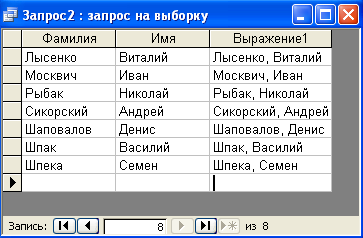 Запрос2 : запрос на выборку
Фамилия Имя Выражение1
Лысенко Виталий Лысенко, Виталий
Москвич Иван Москвич, Иван
Рыбак Николай Рыбак, Николай
Сикорский Андрей Сикорский, Андрей
Шаповалов Денис Шаповалов, Денис
Шпак Василий Шпак, Василий
Шпека Семен Шпека, Семен
Запись: 8 из 8